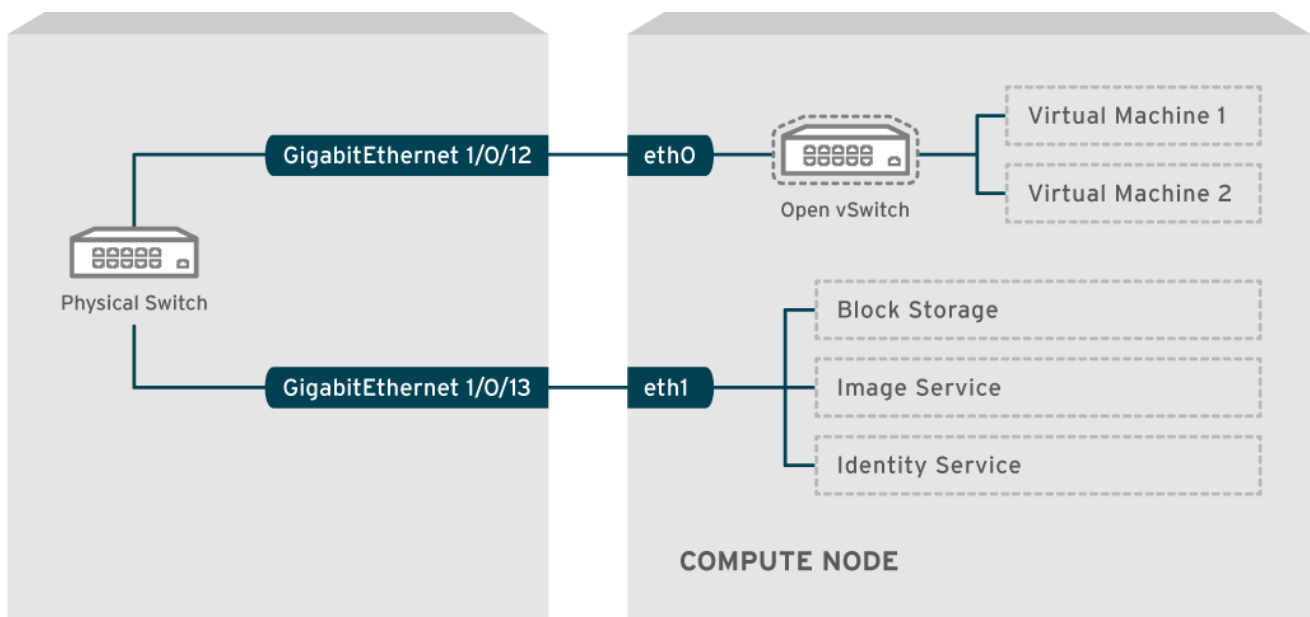 GigabitEthernet 1/0/12
eth0
Open vSwitch
Virtual Machine 1
Virtual Machine 2
Physical Switch
GigabitEthernet 1/0/13
eth1
Block Storage
Image Service
Identity Service
COMPUTE NODE